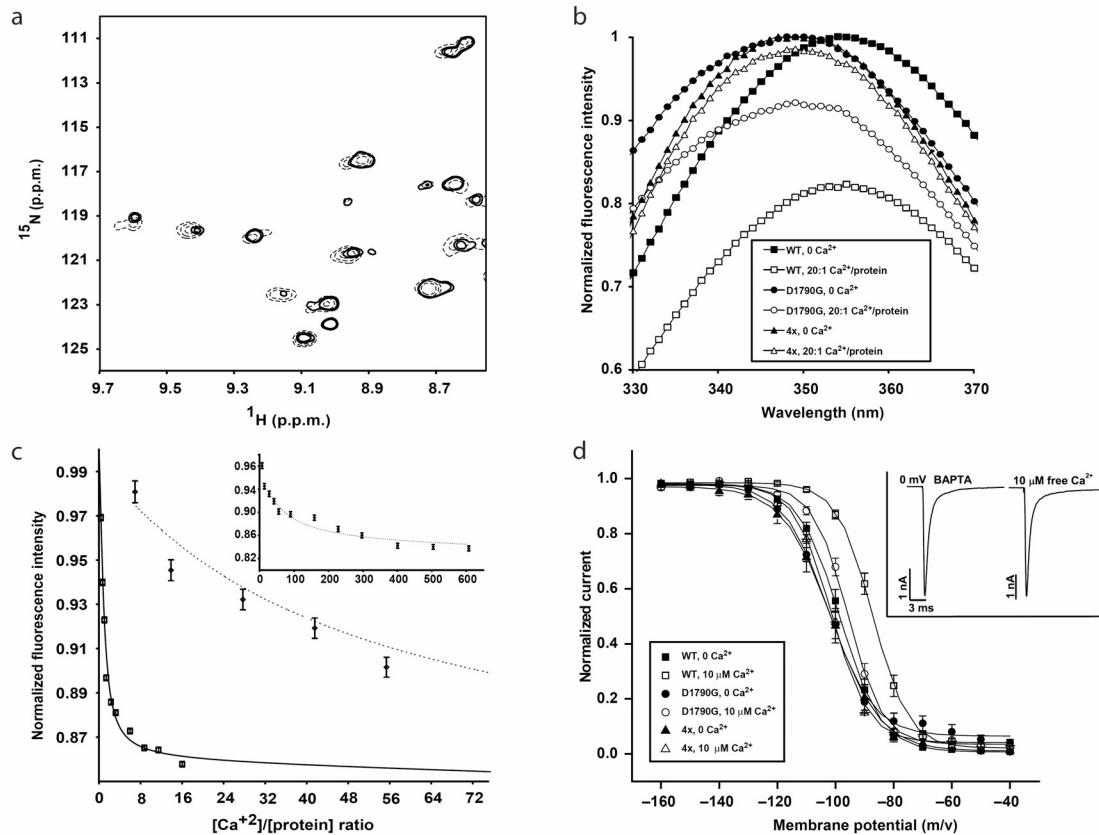 a
111
113
115
117
119
121
123
125
15N (p.p.m.)
9.7 9.5 9.3 9.1 8.9 8.7
1H (p.p.m.)
b
1
0.9
0.8
0.7
0.6
Normalized fluorescence intensity
WT, 0 Ca2+
WT, 20:1 Ca2+/protein
D1790G, 0 Ca2+
D1790G, 20:1 Ca2+/protein
4x, 0 Ca2+
4x, 20:1 Ca2+/protein
330 340 350 360 370
Wavelength (nm)
c
0.99
0.97
0.95
0.93
0.91
0.89
0.87
Normalized fluorescence intensity
0.96
0.94
0.90
0.86
0.82
0 100 200 300 400 500 600
0 8 16 24 32 40 48 56 64 72
[Ca+2]/[protein] ratio
d
1.0
0.8
0.6
0.4
0.2
0.0
Normalized current
0 mV BAPTA
10 μM free Ca2+
1 nA
3 ms
1 nA
WT, 0 Ca2+
WT, 10 μM Ca2+
D1790G, 0 Ca2+
D1790G, 10 μM Ca2+
4x, 0 Ca2+
4x, 10 μM Ca2+
−160 −140 −120 −100 −80 −60 −40
Membrane potential (m/v)